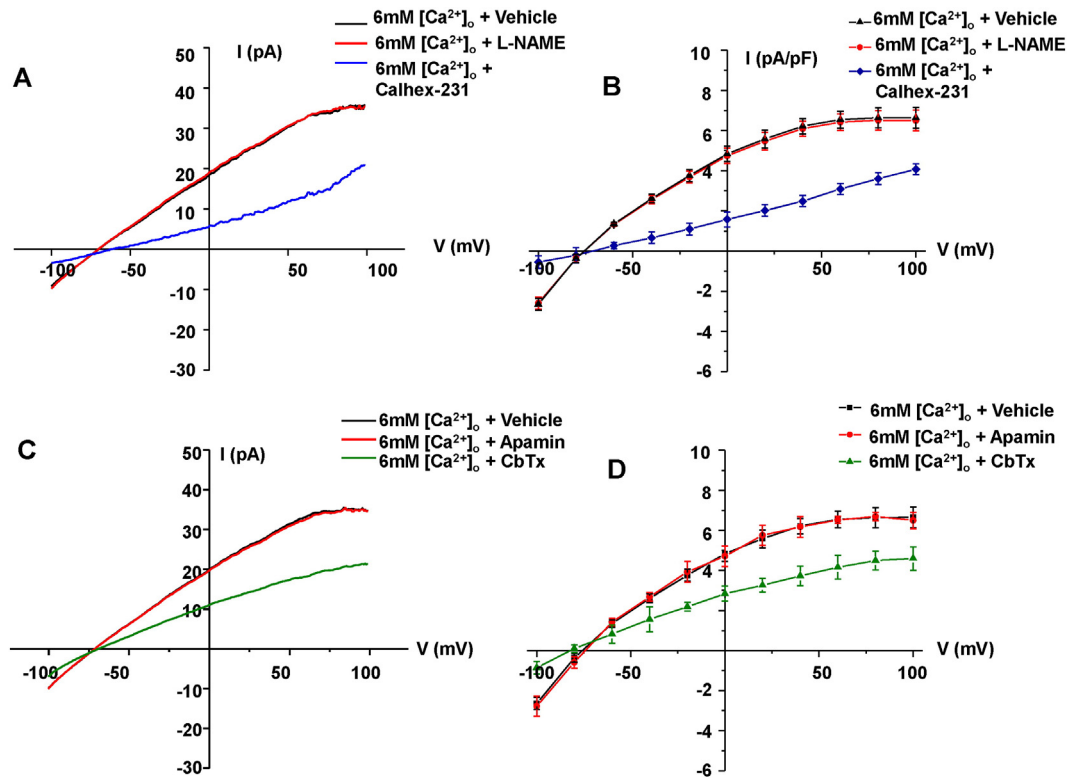 A
I (pA)
6mM [Ca²⁺]ₒ + Vehicle
6mM [Ca²⁺]ₒ + L-NAME
6mM [Ca²⁺]ₒ +
Calhex-231
50
40
30
20
10
-10
-20
-30
-100
-50
50
100
V (mV)
B
I (pA/pF)
6mM [Ca²⁺]ₒ + Vehicle
6mM [Ca²⁺]ₒ + L-NAME
6mM [Ca²⁺]ₒ +
Calhex-231
10
8
6
4
2
-2
-4
-6
-100
-50
50
100
V (mV)
C
I (pA)
6mM [Ca²⁺]ₒ + Vehicle
6mM [Ca²⁺]ₒ + Apamin
6mM [Ca²⁺]ₒ + CbTx
50
40
30
20
10
-10
-20
-30
-100
-50
0
50
100
V (mV)
D
6mM [Ca²⁺]ₒ + Vehicle
6mM [Ca²⁺]ₒ + Apamin
6mM [Ca²⁺]ₒ + CbTx
10
8
6
4
2
-2
-4
-6
-100
-50
0
50
100
V (mV)